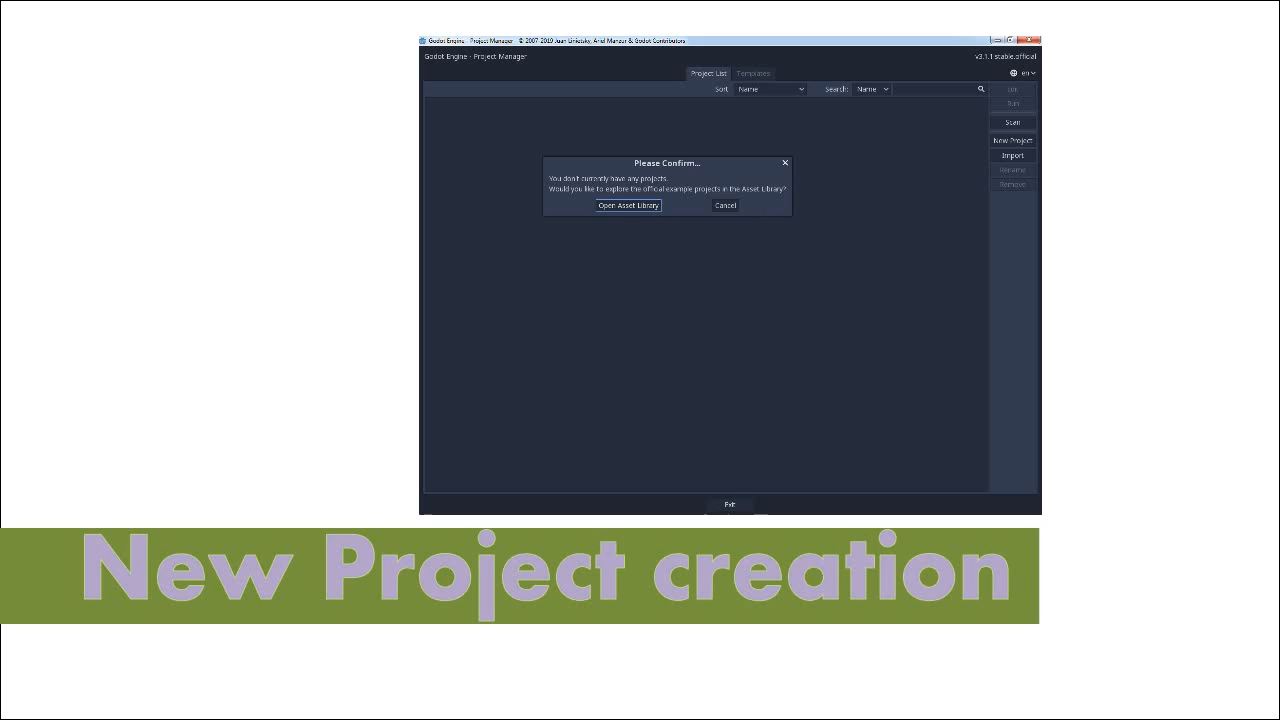 Godot Engine - Project Manager - © 2007-2019 Juan Linietsky, Ariel Manzur & Godot Contributors
Godot Engine - Project Manager
v3.1.1.stable.official
Project List
Templates
en
Sort
Name
Search:
Name
Edit
Run
Scan
New Project
Import
Rename
Remove
Please Confirm...
You don't currently have any projects.
Would you like to explore the official example projects in the Asset Library?
Open Asset Library
Cancel
Exit
New Project creation